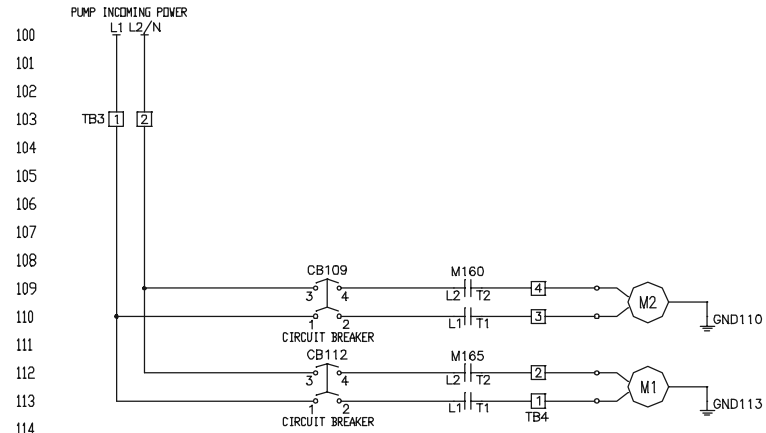 PUMP INCOMING POWER
100 L1 L2/N
101
102
103 TB3 1 2
104
105
106
107
108
CB109 M160
109 3 4 L2 T2 4
M2
110 1 2 L1 T1 3 GND110
CIRCUIT BREAKER
111
CB112 M165
112 3 4 L2 T2 2
M1
113 1 2 L1 T1 1 GND113
TB4
CIRCUIT BREAKER
114